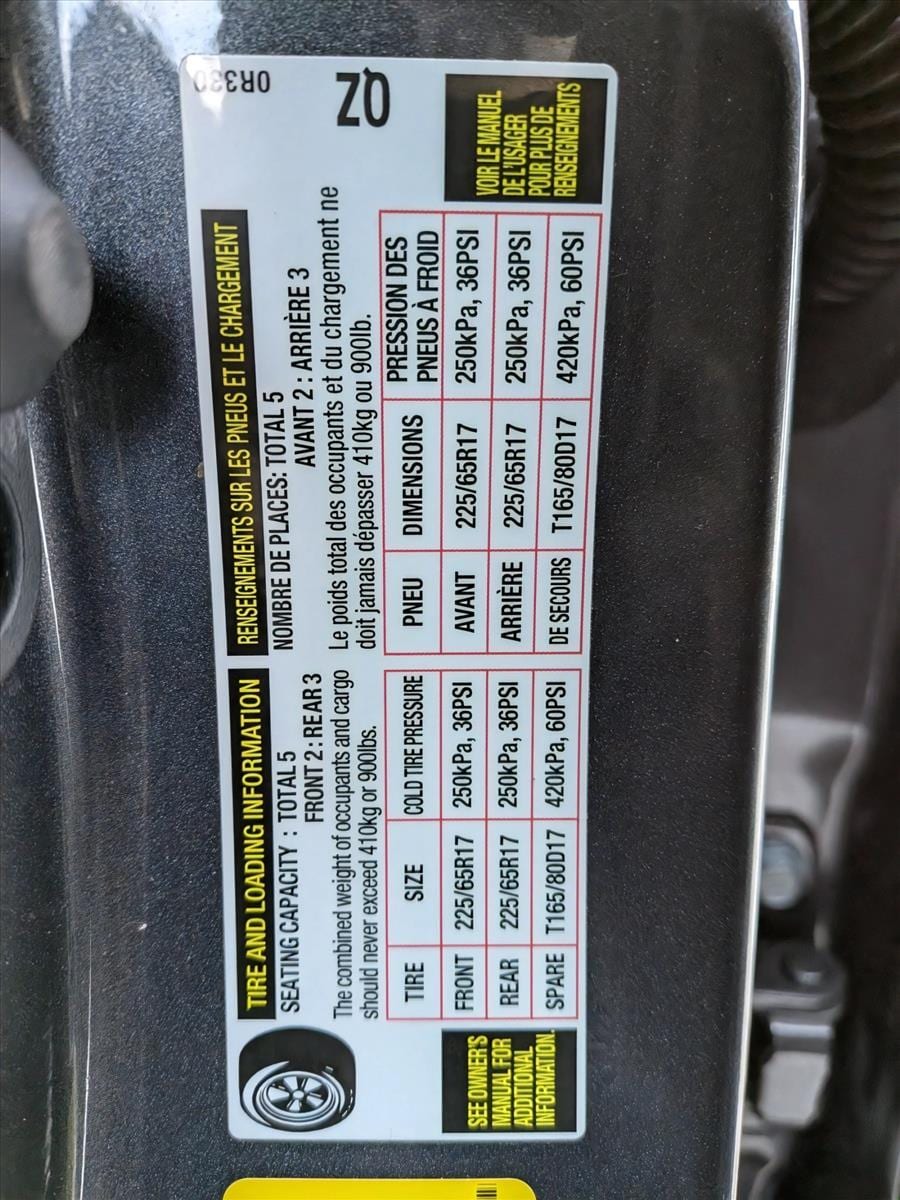 TIRE AND LOADING INFORMATION
SEATING CAPACITY : TOTAL 5
FRONT 2 : REAR 3
The combined weight of occupants and cargo
should never exceed 410kg or 900lbs.
TIRE SIZE COLD TIRE PRESSURE
FRONT 225/65R17 250kPa, 36PSI
REAR 225/65R17 250kPa, 36PSI
SPARE T165/80D17 420kPa, 60PSI
SEE OWNER'S
MANUAL FOR
ADDITIONAL
INFORMATION.
RENSEIGNEMENTS SUR LES PNEUS ET LE CHARGEMENT
NOMBRE DE PLACES: TOTAL 5
AVANT 2 : ARRIÈRE 3
Le poids total des occupants et du chargement ne
doit jamais dépasser 410kg ou 900lb.
PNEU DIMENSIONS PRESSION DES
PNEUS À FROID
AVANT 225/65R17 250kPa, 36PSI
ARRIÈRE 225/65R17 250kPa, 36PSI
DE SECOURS T165/80D17 420kPa, 60PSI
0R330
ZQ
VOIR LE MANUEL
DE L'USAGER
POUR PLUS DE
RENSEIGNEMENTS